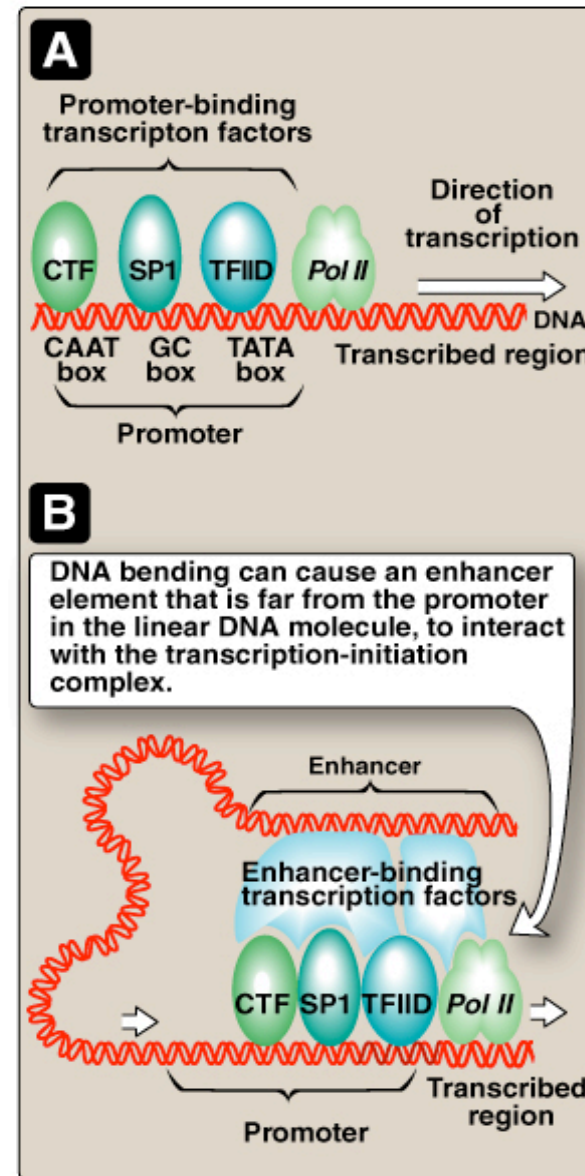 A
Promoter-binding
transcripton factors
Direction
of
transcription
CTF
SP1
TFIID
Pol II
DNA
CAAT
box
GC
box
TATA
box
Transcribed region
Promoter
B
DNA bending can cause an enhancer
element that is far from the promoter
in the linear DNA molecule, to interact
with the transcription-initiation
complex.
Enhancer
Enhancer-binding
transcription factors
CTF
SP1
TFIID
Pol II
Transcribed
region
Promoter